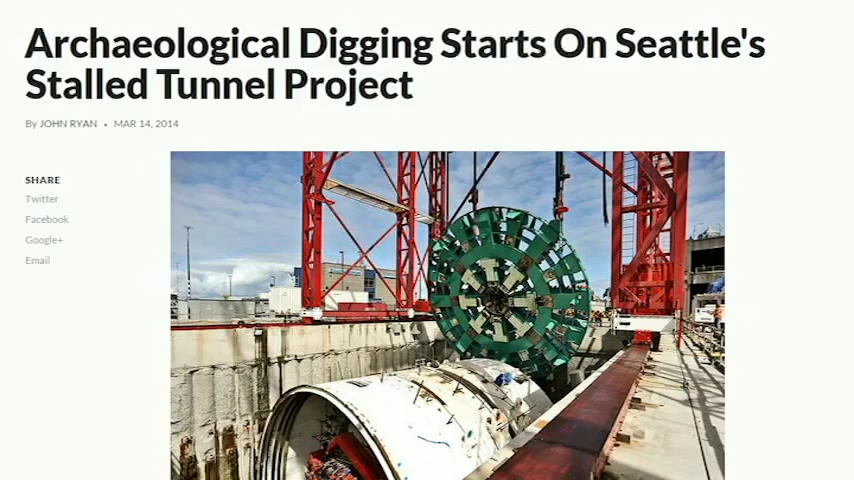 Archaeological Digging Starts On Seattle's
Stalled Tunnel Project
By JOHN RYAN • MAR 14, 2014
SHARE
Twitter
Facebook
Google+
Email